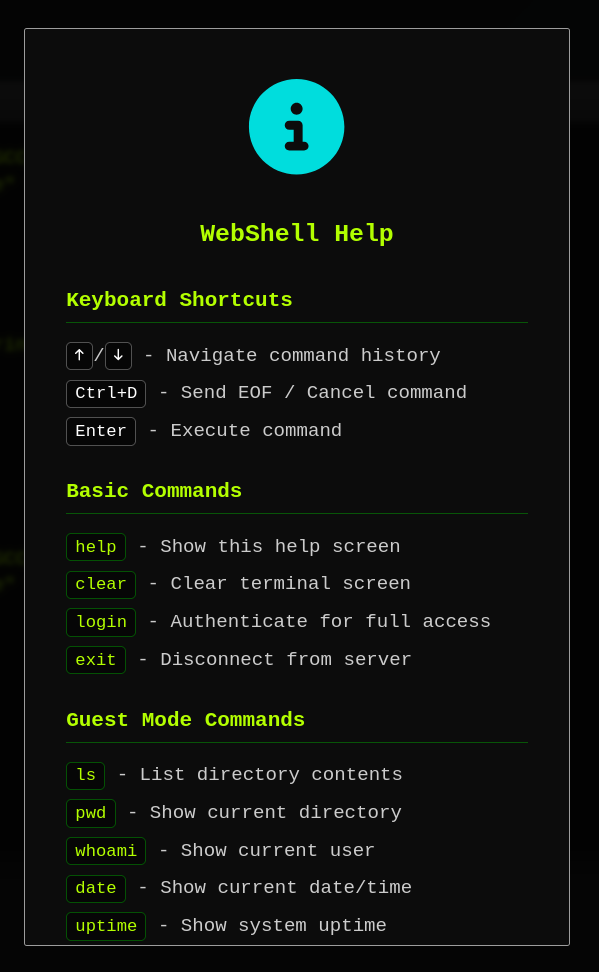 WebShell Help
Keyboard Shortcuts
↑/↓ - Navigate command history
Ctrl+D - Send EOF / Cancel command
Enter - Execute command
Basic Commands
help - Show this help screen
clear - Clear terminal screen
login - Authenticate for full access
exit - Disconnect from server
Guest Mode Commands
ls - List directory contents
pwd - Show current directory
whoami - Show current user
date - Show current date/time
uptime - Show system uptime